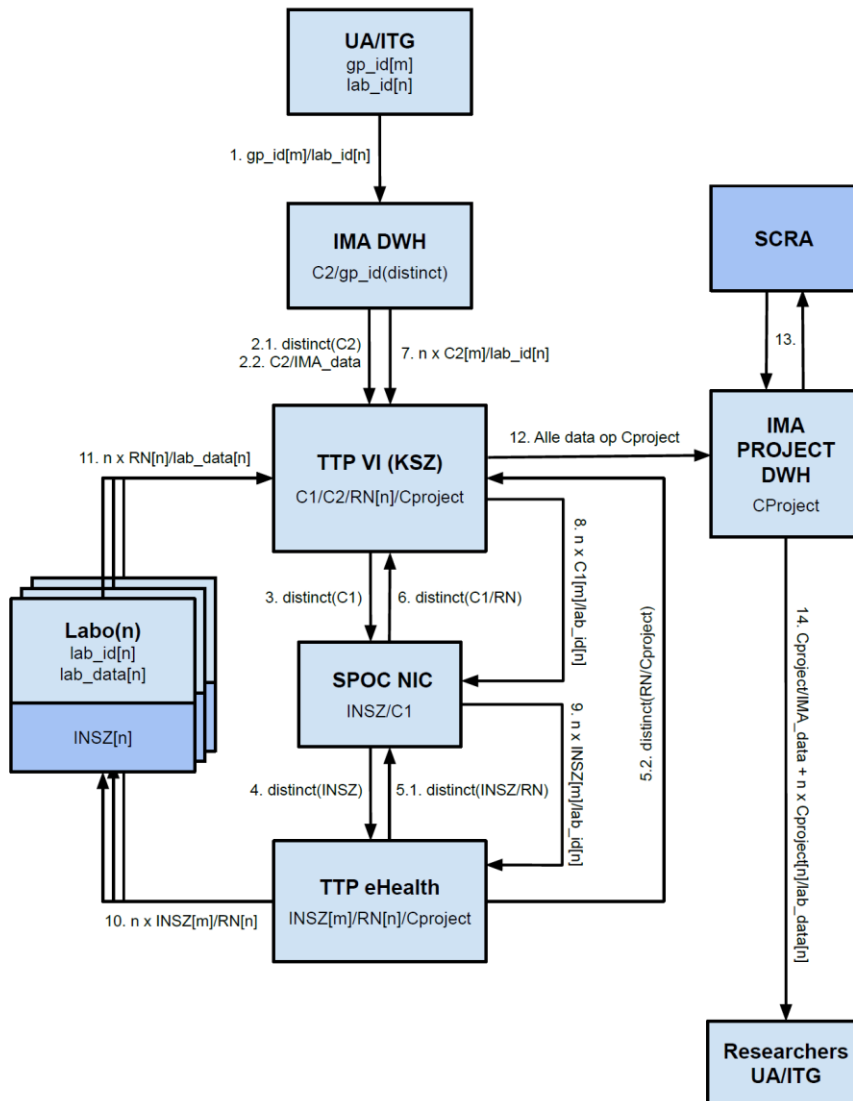 UA/ITG
gp_id[m]
lab_id[n]
1. gp_id[m]/lab_id[n]
IMA DWH
C2/gp_id(distinct)
SCRA
2.1. distinct(C2)
2.2. C2/IMA_data
7. n x C2[m]/lab_id[n]
13.
TTP VI (KSZ)
C1/C2/RN[n]/Cproject
12. Alle data op Cproject
IMA
PROJECT
DWH
CProject
11. n x RN[n]/lab_data[n]
8. n x C1[m]/lab_id[n]
3. distinct(C1)
6. distinct(C1/RN)
Labo(n)
lab_id[n]
lab_data[n]
INSZ[n]
SPOC NIC
INSZ/C1
9. n x INSZ[m]/lab_id[n]
5.2. distinct(RN/Cproject)
14. Cproject/IMA_data + n x Cproject[n]/lab_data[n]
4. distinct(INSZ)
5.1. distinct(INSZ/RN)
TTP eHealth
INSZ[m]/RN[n]/Cproject
10. n x INSZ[m]/RN[n]
Researchers
UA/ITG